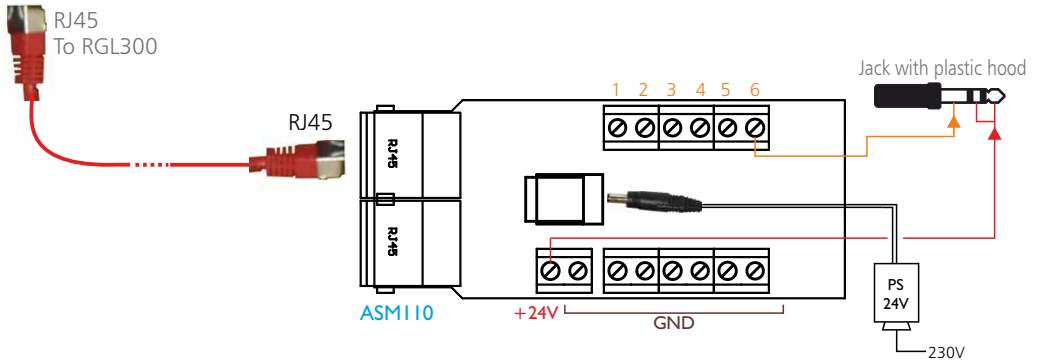 RJ45
To RGL300
Jack with plastic hood
1 2 3 4 5 6
RJ45
RJ45
RJ45
PS
24V
ASM110
+24V
GND
230V